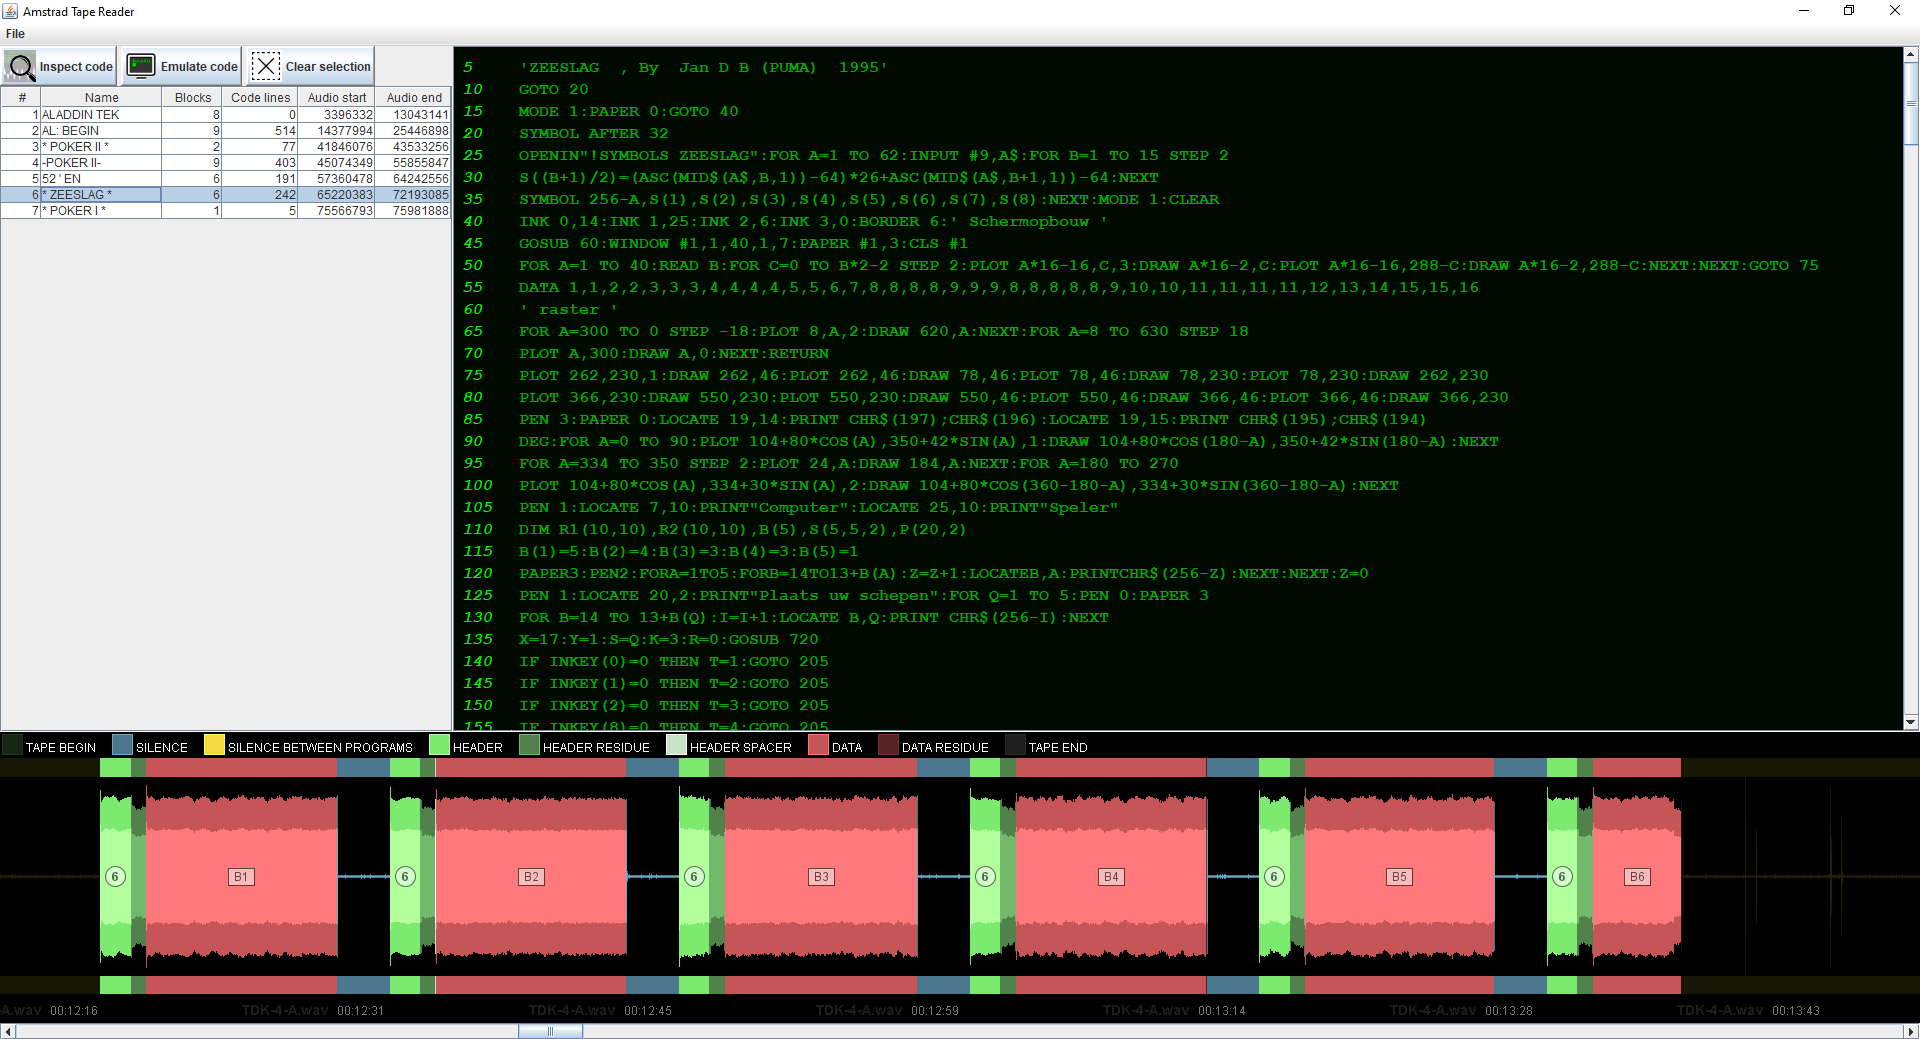 Amstrad Tape Reader
File
Inspect code Emulate code Clear selection
# Name Blocks Code lines Audio start Audio end
1 ALADDIN TEK 8 0 3396332 13043141
2 AL: BEGIN 9 514 14377994 25446898
3 * POKER II * 2 77 41846076 43533256
4 -POKER II- 9 403 45074349 55855847
5 52 ' EN 6 191 57360478 64242556
6 * ZEESLAG * 6 242 65220383 72193085
7 * POKER I * 1 5 75566793 75981888
5 'ZEESLAG , By Jan D B (PUMA) 1995'
10 GOTO 20
15 MODE 1:PAPER 0:GOTO 40
20 SYMBOL AFTER 32
25 OPENIN"!SYMBOLS ZEESLAG":FOR A=1 TO 62:INPUT #9,A$:FOR B=1 TO 15 STEP 2
30 S((B+1)/2)=(ASC(MID$(A$,B,1))-64)*26+ASC(MID$(A$,B+1,1))-64:NEXT
35 SYMBOL 256-A,S(1),S(2),S(3),S(4),S(5),S(6),S(7),S(8):NEXT:MODE 1:CLEAR
40 INK 0,14:INK 1,25:INK 2,6:INK 3,0:BORDER 6:' Schermopbouw '
45 GOSUB 60:WINDOW #1,1,40,1,7:PAPER #1,3:CLS #1
50 FOR A=1 TO 40:READ B:FOR C=0 TO B*2-2 STEP 2:PLOT A*16-16,C,3:DRAW A*16-2,C:PLOT A*16-16,288-C:DRAW A*16-2,288-C:NEXT:NEXT:GOTO 75
55 DATA 1,1,2,2,3,3,3,4,4,4,4,5,5,6,7,8,8,8,8,9,9,9,8,8,8,8,8,9,10,10,11,11,11,11,12,13,14,15,15,16
60 ' raster '
65 FOR A=300 TO 0 STEP -18:PLOT 8,A,2:DRAW 620,A:NEXT:FOR A=8 TO 630 STEP 18
70 PLOT A,300:DRAW A,0:NEXT:RETURN
75 PLOT 262,230,1:DRAW 262,46:PLOT 262,46:DRAW 78,46:PLOT 78,46:DRAW 78,230:PLOT 78,230:DRAW 262,230
80 PLOT 366,230:DRAW 550,230:PLOT 550,230:DRAW 550,46:PLOT 550,46:DRAW 366,46:PLOT 366,46:DRAW 366,230
85 PEN 3:PAPER 0:LOCATE 19,14:PRINT CHR$(197);CHR$(196):LOCATE 19,15:PRINT CHR$(195);CHR$(194)
90 DEG:FOR A=0 TO 90:PLOT 104+80*COS(A),350+42*SIN(A),1:DRAW 104+80*COS(180-A),350+42*SIN(180-A):NEXT
95 FOR A=334 TO 350 STEP 2:PLOT 24,A:DRAW 184,A:NEXT:FOR A=180 TO 270
100 PLOT 104+80*COS(A),334+30*SIN(A),2:DRAW 104+80*COS(360-180-A),334+30*SIN(360-180-A):NEXT
105 PEN 1:LOCATE 7,10:PRINT"Computer":LOCATE 25,10:PRINT"Speler"
110 DIM R1(10,10),R2(10,10),B(5),S(5,5,2),P(20,2)
115 B(1)=5:B(2)=4:B(3)=3:B(4)=3:B(5)=1
120 PAPER3:PEN2:FORA=1TO5:FORB=14TO13+B(A):Z=Z+1:LOCATEB,A:PRINTCHR$(256-Z):NEXT:NEXT:Z=0
125 PEN 1:LOCATE 20,2:PRINT"Plaats uw schepen":FOR Q=1 TO 5:PEN 0:PAPER 3
130 FOR B=14 TO 13+B(Q):I=I+1:LOCATE B,Q:PRINT CHR$(256-I):NEXT
135 X=17:Y=1:S=Q:K=3:R=0:GOSUB 720
140 IF INKEY(0)=0 THEN T=1:GOTO 205
145 IF INKEY(1)=0 THEN T=2:GOTO 205
150 IF INKEY(2)=0 THEN T=3:GOTO 205
155 IF INKEY(8)=0 THEN T=4:GOTO 205
TAPE BEGIN SILENCE SILENCE BETWEEN PROGRAMS HEADER HEADER RESIDUE HEADER SPACER DATA DATA RESIDUE TAPE END
6 B1 6 B2 6 B3 6 B4 6 B5 6 B6
A.wav 00:12:16 TDK-4-A.wav 00:12:31 TDK-4-A.wav 00:12:45 TDK-4-A.wav 00:12:59 TDK-4-A.wav 00:13:14 TDK-4-A.wav 00:13:28 TDK-4-A.wav 00:13:43